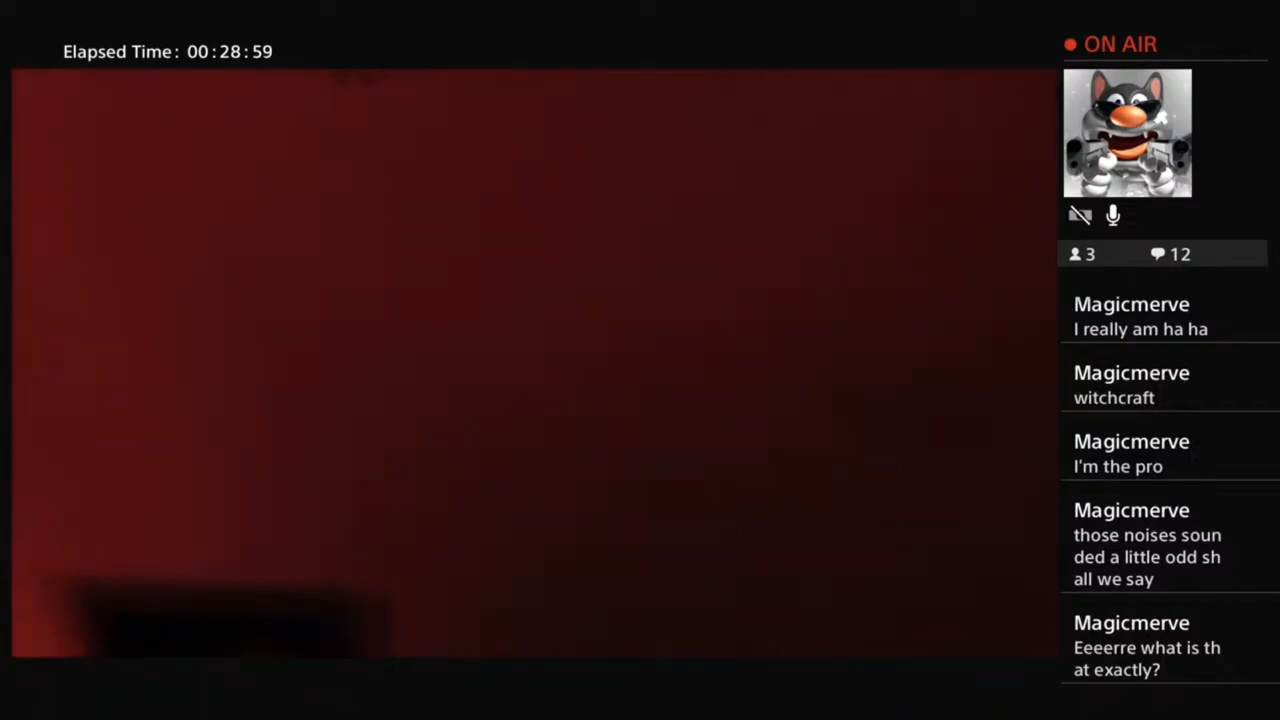 Elapsed Time: 00:28:59
ON AIR
3 12
Magicmerve
I really am ha ha
Magicmerve
witchcraft
Magicmerve
I'm the pro
Magicmerve
those noises soun
ded a little odd sh
all we say
Magicmerve
Eeeerre what is th
at exactly?